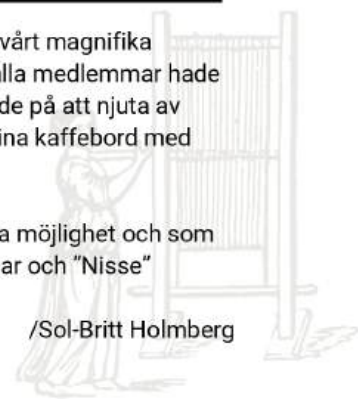 vårt magnifika
alla medlemmar hade
de på att njuta av
ina kaffebord med
a möjlighet och som
ar och ”Nisse”
/Sol-Britt Holmberg